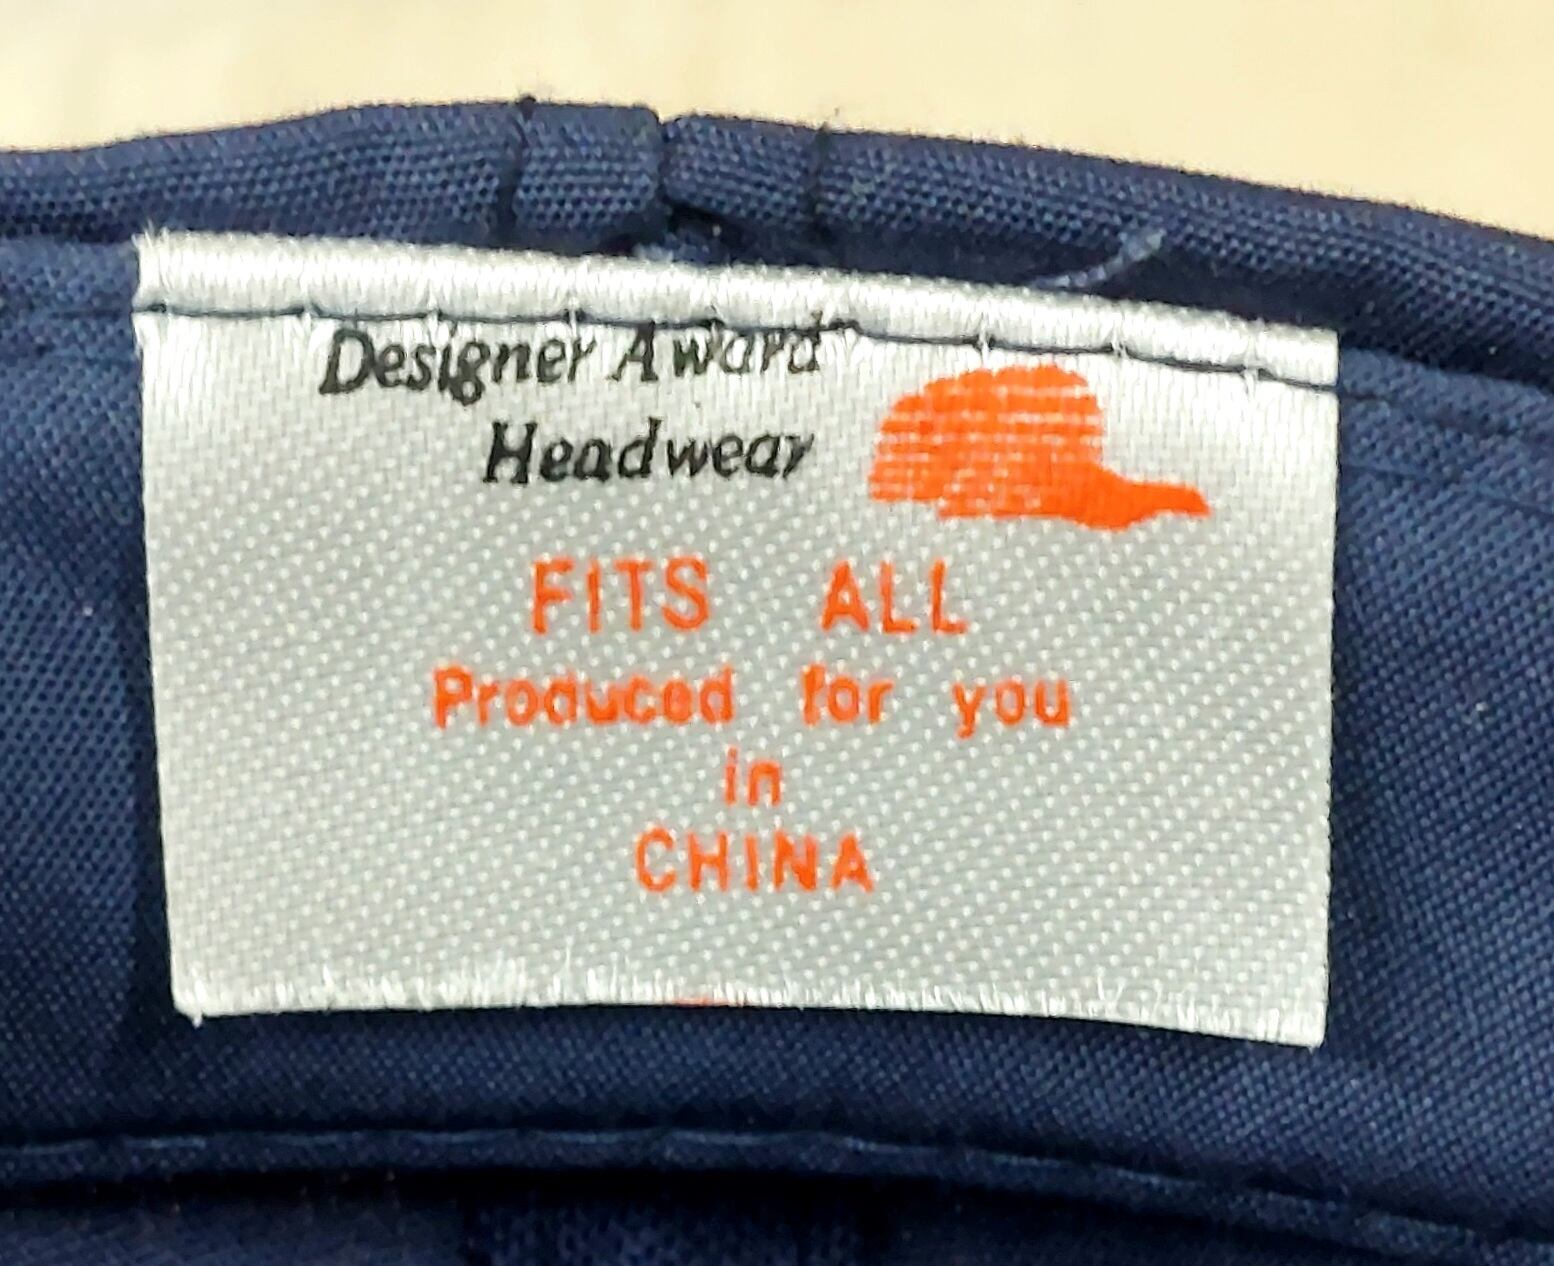 Designer Award
Headwear
FITS ALL
Produced for you
in
CHINA